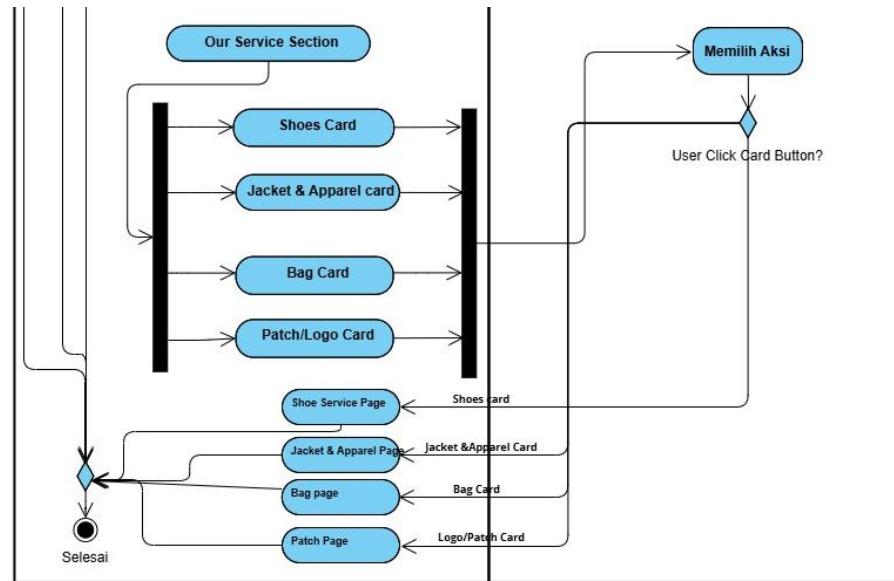 Our Service Section
Memilih Aksi
Shoes Card
User Click Card Button?
Jacket & Apparel card
Bag Card
Patch/Logo Card
Shoe Service Page
Shoes card
Jacket & Apparel Page
Jacket &Apparel Card
Bag page
Bag Card
Patch Page
Logo/Patch Card
Selesai